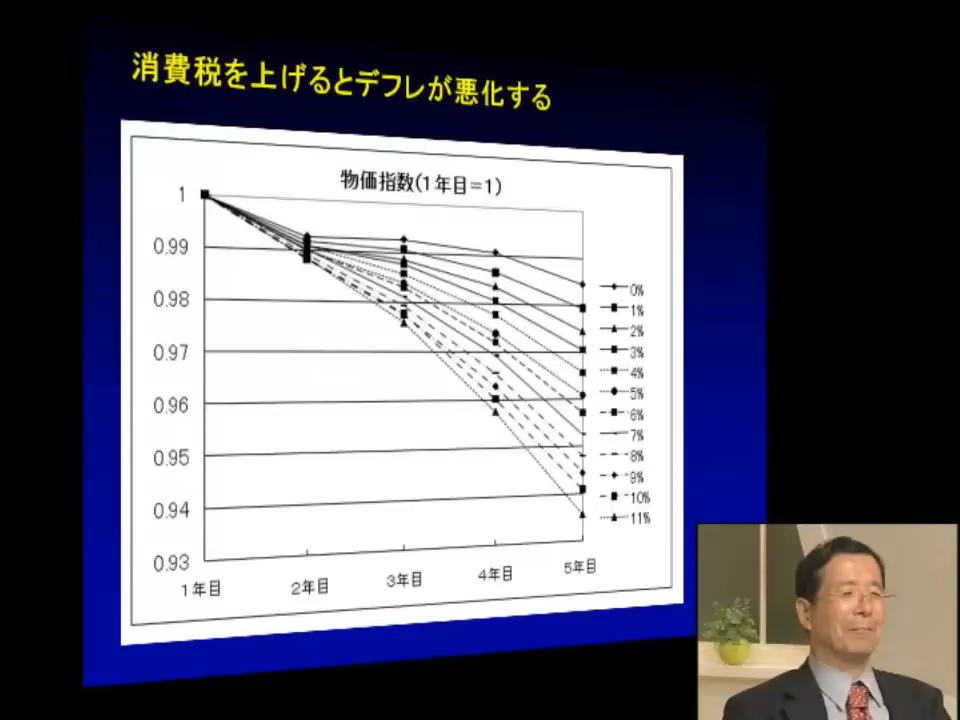 消費税を上げるとデフレが悪化する
物価指数(1年目=1)
1
0.99
0.98
0.97
0.96
0.95
0.94
0.93
1年目
2年目
3年目
4年目
5年目
0%
1%
2%
3%
4%
5%
6%
7%
8%
9%
10%
11%